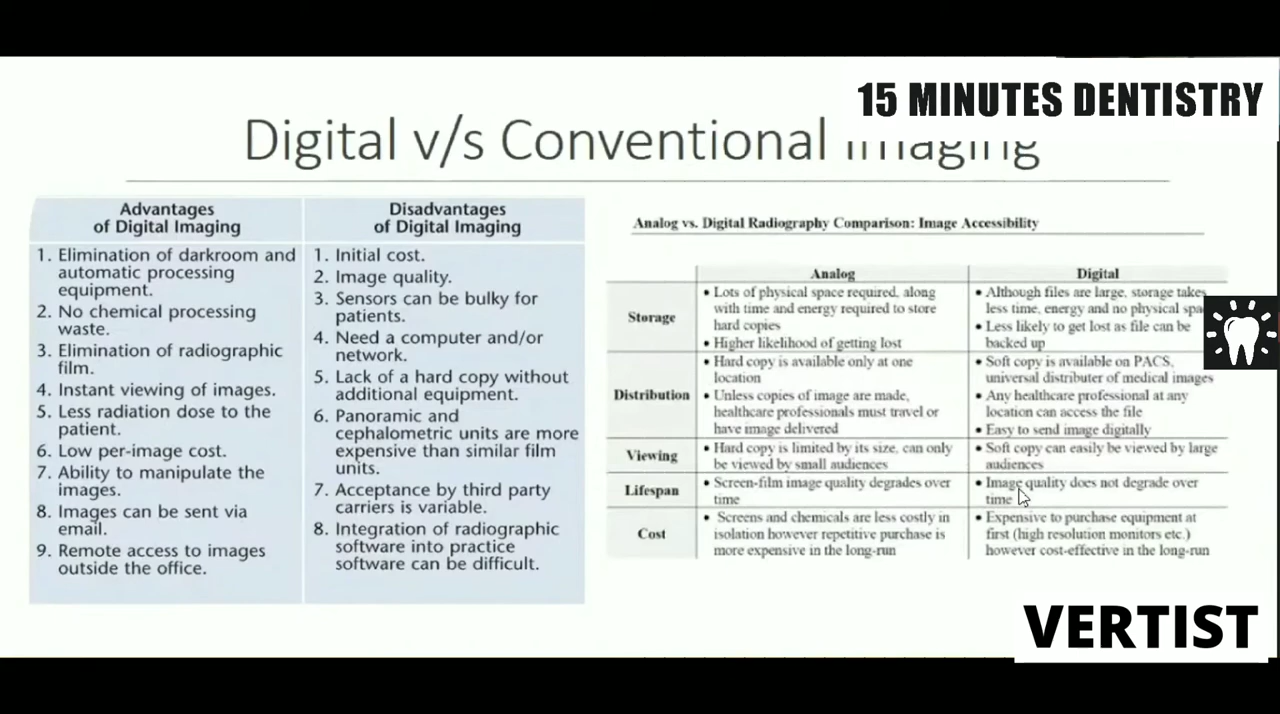 15 MINUTES DENTISTRY
Digital v/s Conventional Imaging
Advantages
of Digital Imaging
1. Elimination of darkroom and
automatic processing
equipment.
2. No chemical processing
waste.
3. Elimination of radiographic
film.
4. Instant viewing of images.
5. Less radiation dose to the
patient.
6. Low per-image cost.
7. Ability to manipulate the
images.
8. Images can be sent via
email.
9. Remote access to images
outside the office.
Disadvantages
of Digital Imaging
1. Initial cost.
2. Image quality.
3. Sensors can be bulky for
patients.
4. Need a computer and/or
network.
5. Lack of a hard copy without
additional equipment.
6. Panoramic and
cephalometric units are more
expensive than similar film
units.
7. Acceptance by third party
carriers is variable.
8. Integration of radiographic
software into practice
software can be difficult.
Analog vs. Digital Radiography Comparison: Image Accessibility
Analog
Digital
Storage
• Lots of physical space required, along
with time and energy required to store
hard copies
• Higher likelihood of getting lost
• Although files are large, storage takes
less time, energy and no physical spa
• Less likely to get lost as file can be
backed up
Distribution
• Hard copy is available only at one
location
• Unless copies of image are made,
healthcare professionals must travel or
have image delivered
• Soft copy is available on PACS,
universal distributer of medical images
• Any healthcare professional at any
location can access the file
• Easy to send image digitally
Viewing
• Hard copy is limited by its size, can only
be viewed by small audiences
• Soft copy can easily be viewed by large
audiences
Lifespan
• Screen-film image quality degrades over
time
• Image quality does not degrade over
time
Cost
• Screens and chemicals are less costly in
isolation however repetitive purchase is
more expensive in the long-run
• Expensive to purchase equipment at
first (high resolution monitors etc.)
however cost-effective in the long-run
VERTIST